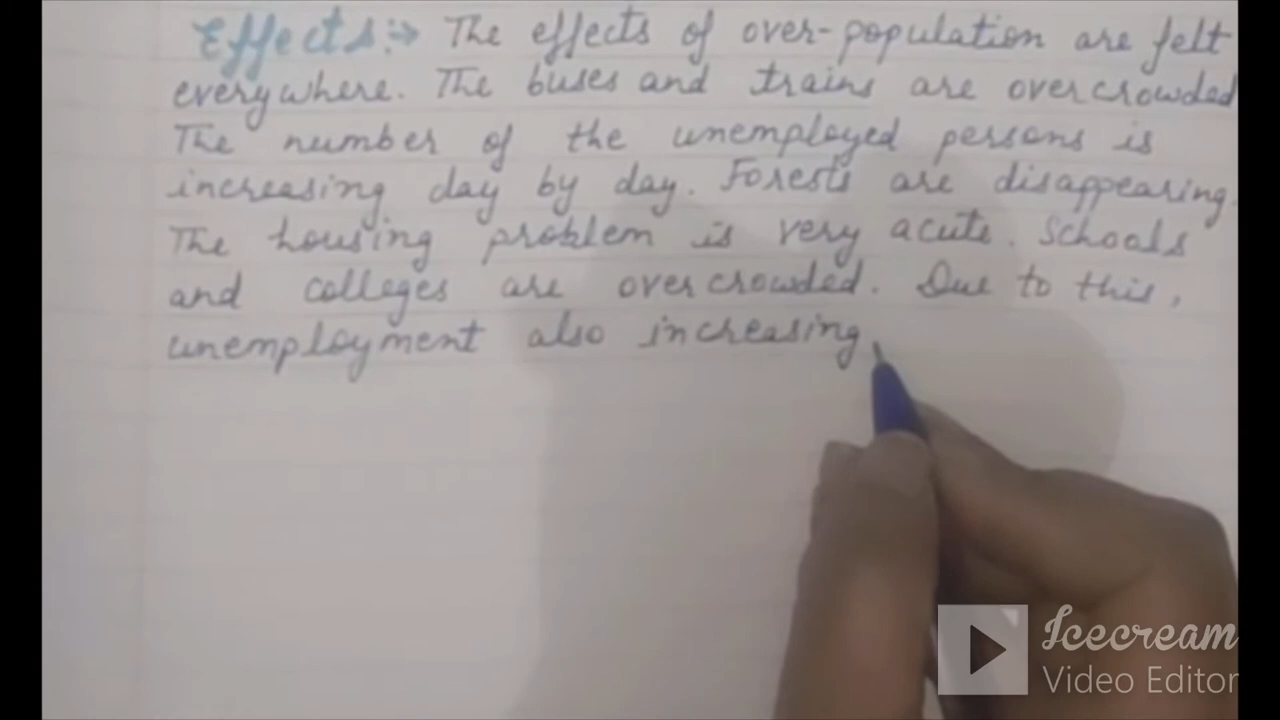 Effects:→ The effects of over-population are felt
everywhere. The buses and trains are overcrowded
The number of the unemployed persons is
increasing day by day. Forests are disappearing.
The housing problem is very acute. Schools
and colleges are overcrowded. Due to this,
unemployment also increasing
Icecream
Video Editor